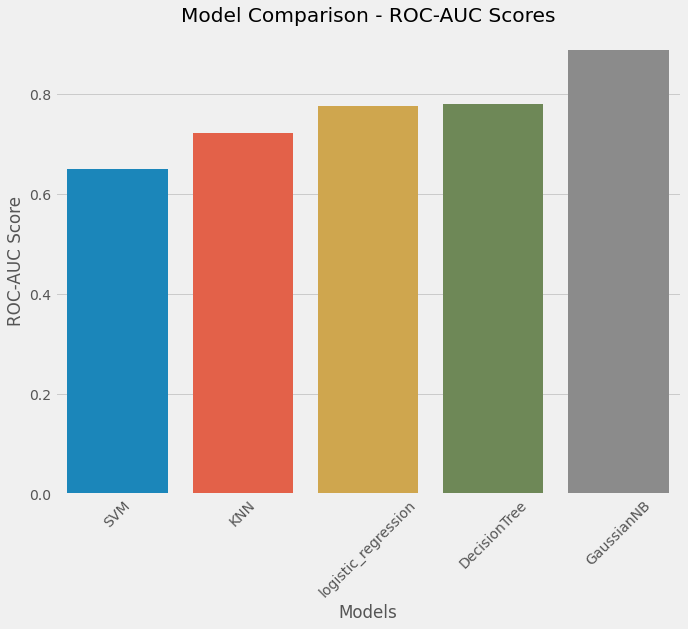 Model Comparison - ROC-AUC Scores
ROC-AUC Score
0.8
0.6
0.4
0.2
0.0
SVM
KNN
logistic_regression
DecisionTree
GaussianNB
Models